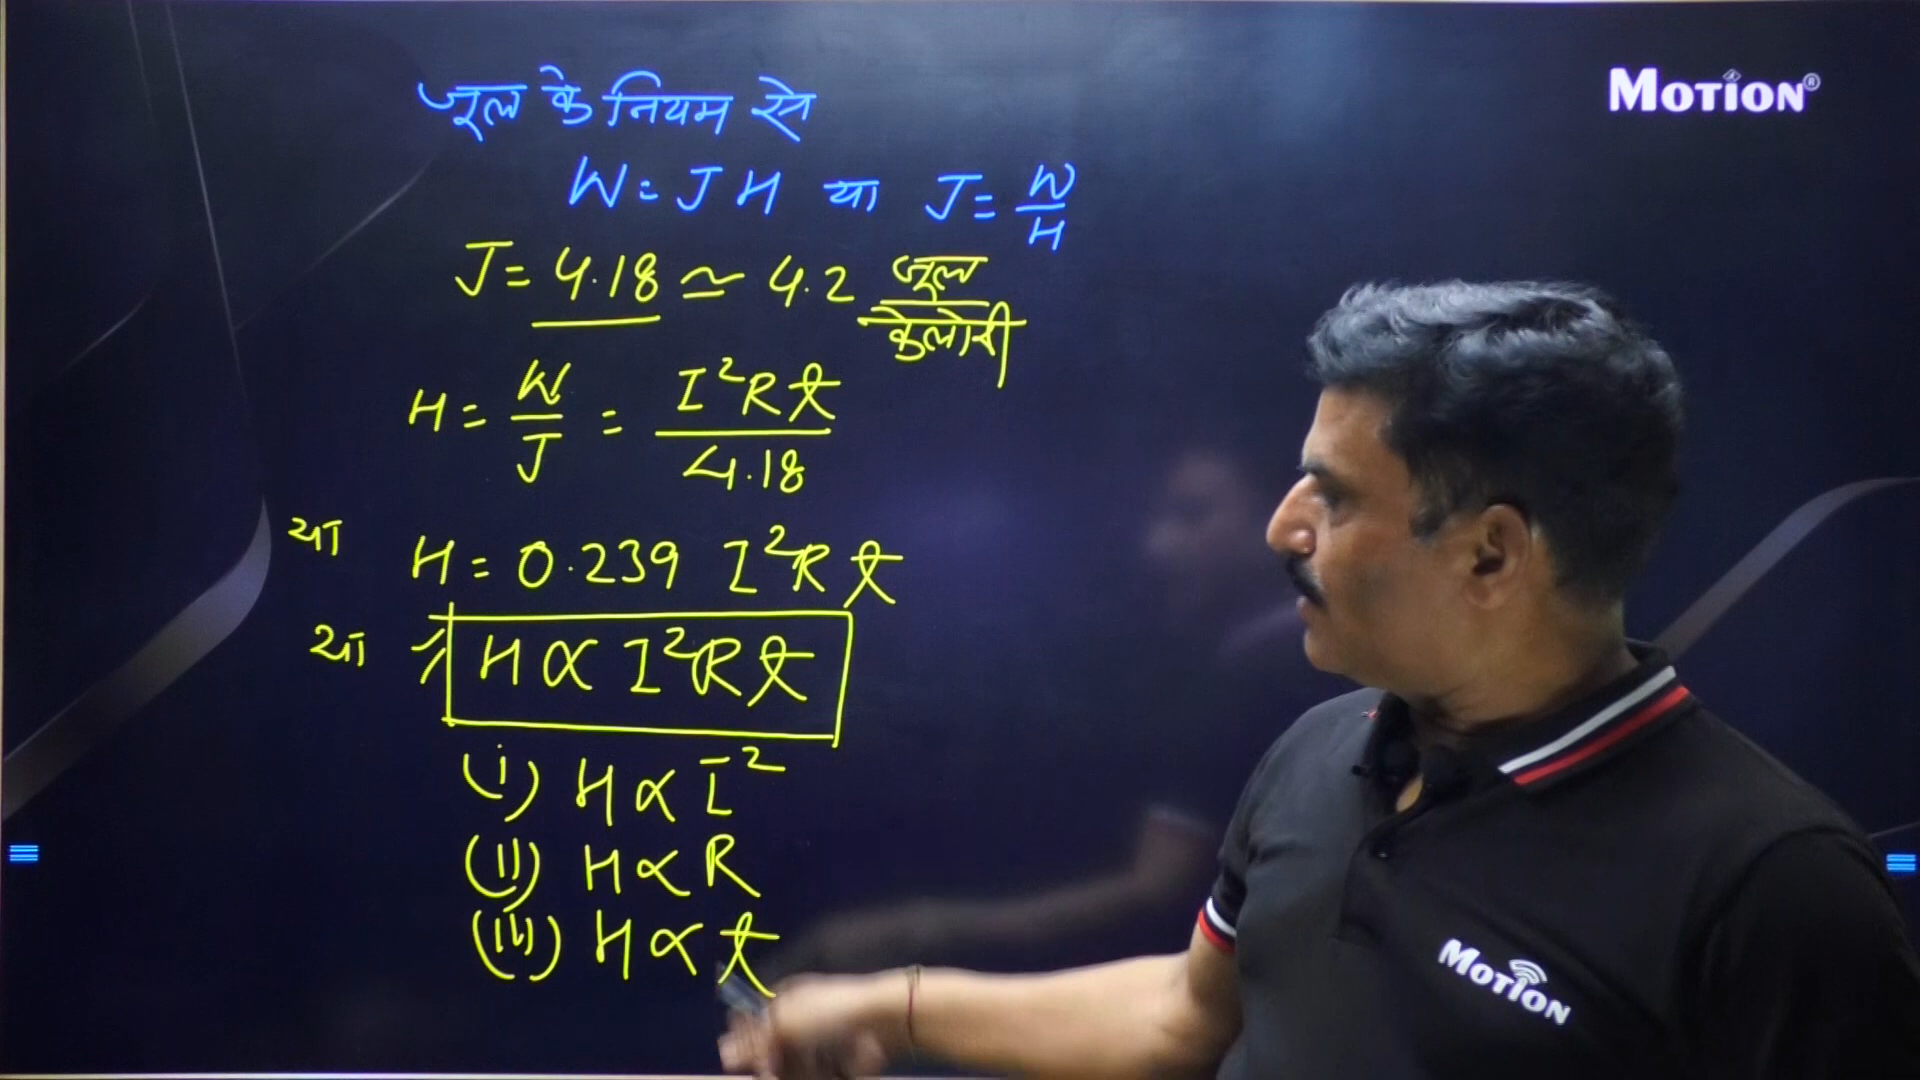 MOTION®
जूल के नियम से
W = J H या J = W/H
J = 4.18 ≃ 4.2 जूल/केलोरी
H = W/J = I²Rt/4.18
या H = 0.239 I²Rt
या H ∝ I²Rt
(i) H ∝ I²
(ii) H ∝ R
(iii) H ∝ t
MOTION